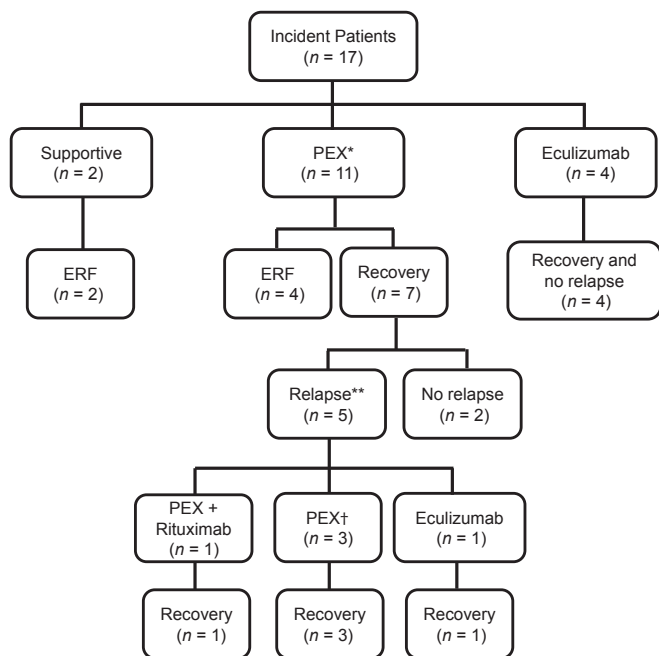 Incident Patients
(n = 17)
Supportive
(n = 2)
PEX*
(n = 11)
Eculizumab
(n = 4)
ERF
(n = 2)
ERF
(n = 4)
Recovery
(n = 7)
Recovery and
no relapse
(n = 4)
Relapse**
(n = 5)
No relapse
(n = 2)
PEX +
Rituximab
(n = 1)
PEX†
(n = 3)
Eculizumab
(n = 1)
Recovery
(n = 1)
Recovery
(n = 3)
Recovery
(n = 1)